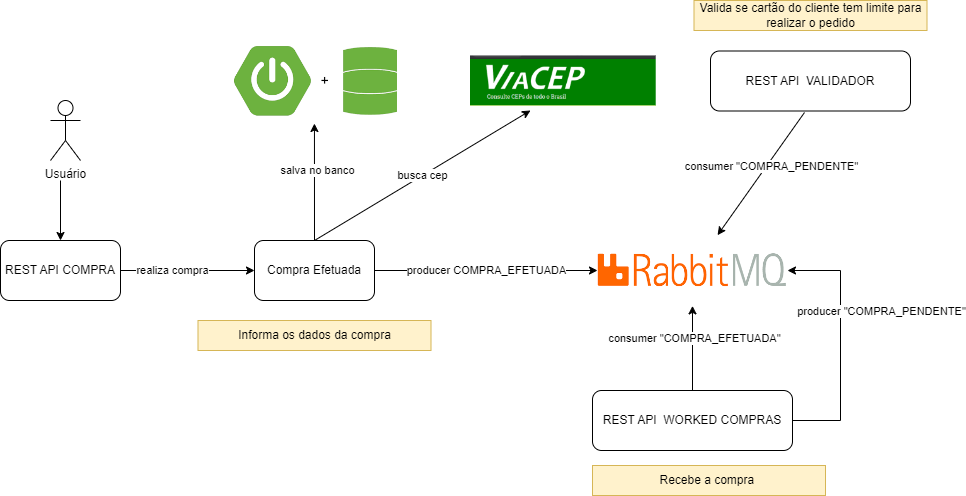 Valida se cartão do cliente tem limite para
realizar o pedido
+
VIACEP
Consulte CEPs de todo o Brasil
REST API  VALIDADOR
Usuário
salva no banco
busca cep
consumer "COMPRA_PENDENTE"
REST API COMPRA
realiza compra
Compra Efetuada
producer COMPRA_EFETUADA
RabbitMQ
Informa os dados da compra
consumer "COMPRA_EFETUADA"
producer "COMPRA_PENDENTE"
REST API  WORKED COMPRAS
Recebe a compra